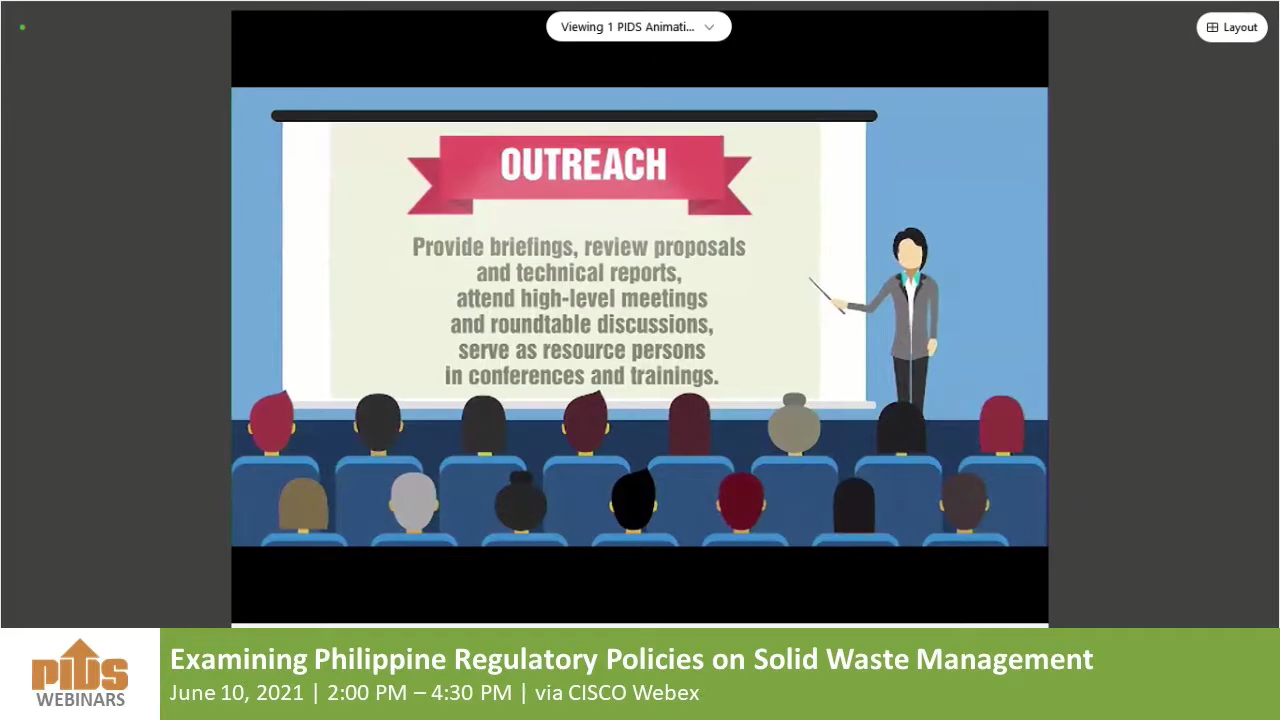 Viewing 1 PIDS Animati...
Layout
OUTREACH
Provide briefings, review proposals
and technical reports,
attend high-level meetings
and roundtable discussions,
serve as resource persons
in conferences and trainings.
PIDS
WEBINARS
Examining Philippine Regulatory Policies on Solid Waste Management
June 10, 2021 | 2:00 PM – 4:30 PM | via CISCO Webex